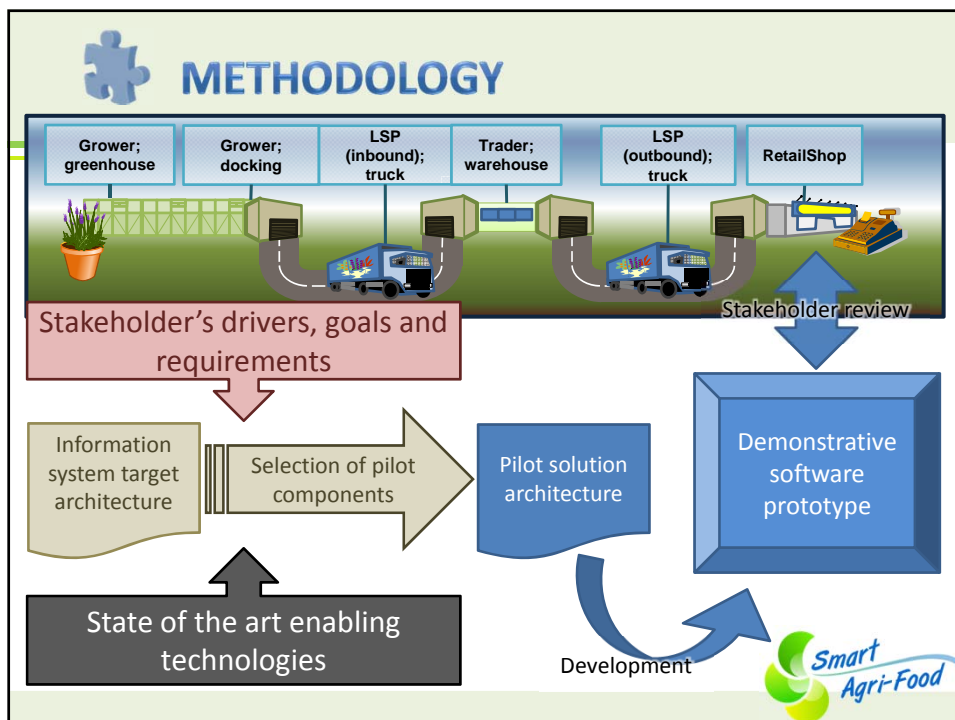 METHODOLOGY
Grower;
greenhouse
Grower;
docking
LSP
(inbound);
truck
Trader;
warehouse
LSP
(outbound);
truck
RetailShop
Stakeholder's drivers, goals and
requirements
Stakeholder review
Information
system target
architecture
Selection of pilot
components
Pilot solution
architecture
Demonstrative
software
prototype
State of the art enabling
technologies
Development
Smart
Agri-Food